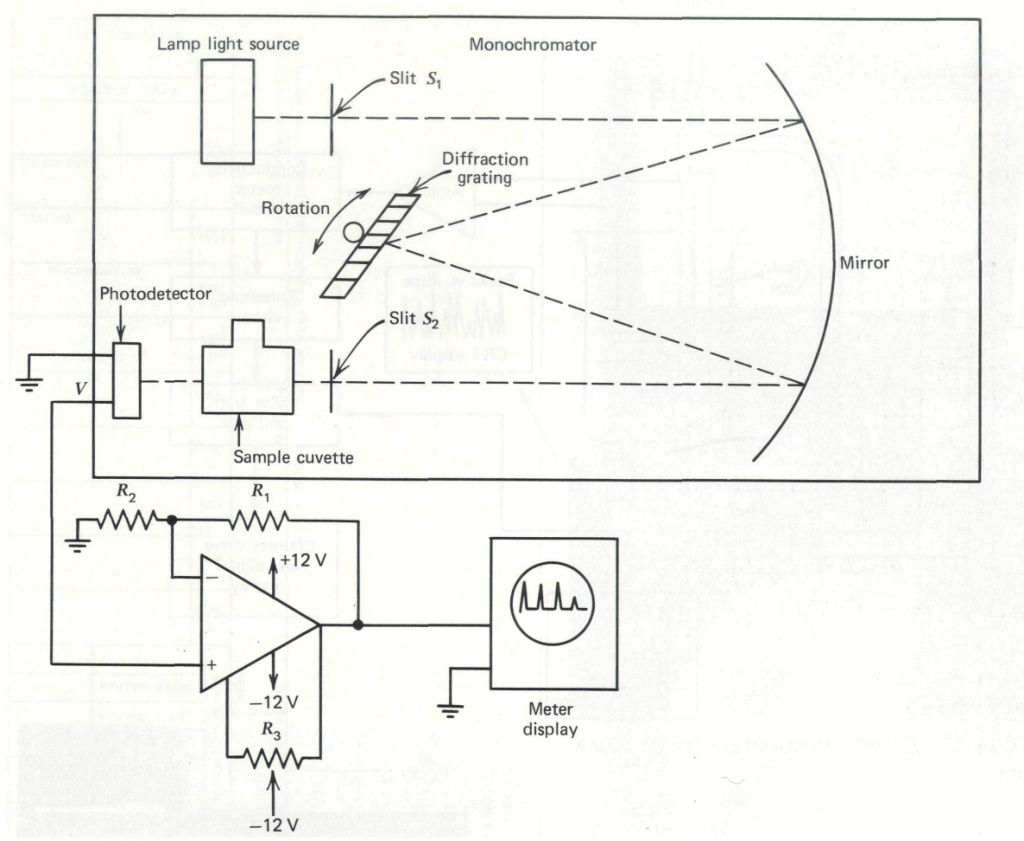 Lamp light source
Monochromator
Slit S₁
Diffraction
grating
Rotation
Mirror
Photodetector
Slit S₂
V
Sample cuvette
R₂
R₁
+12 V
−
+
−12 V
R₃
−12 V
Meter
display